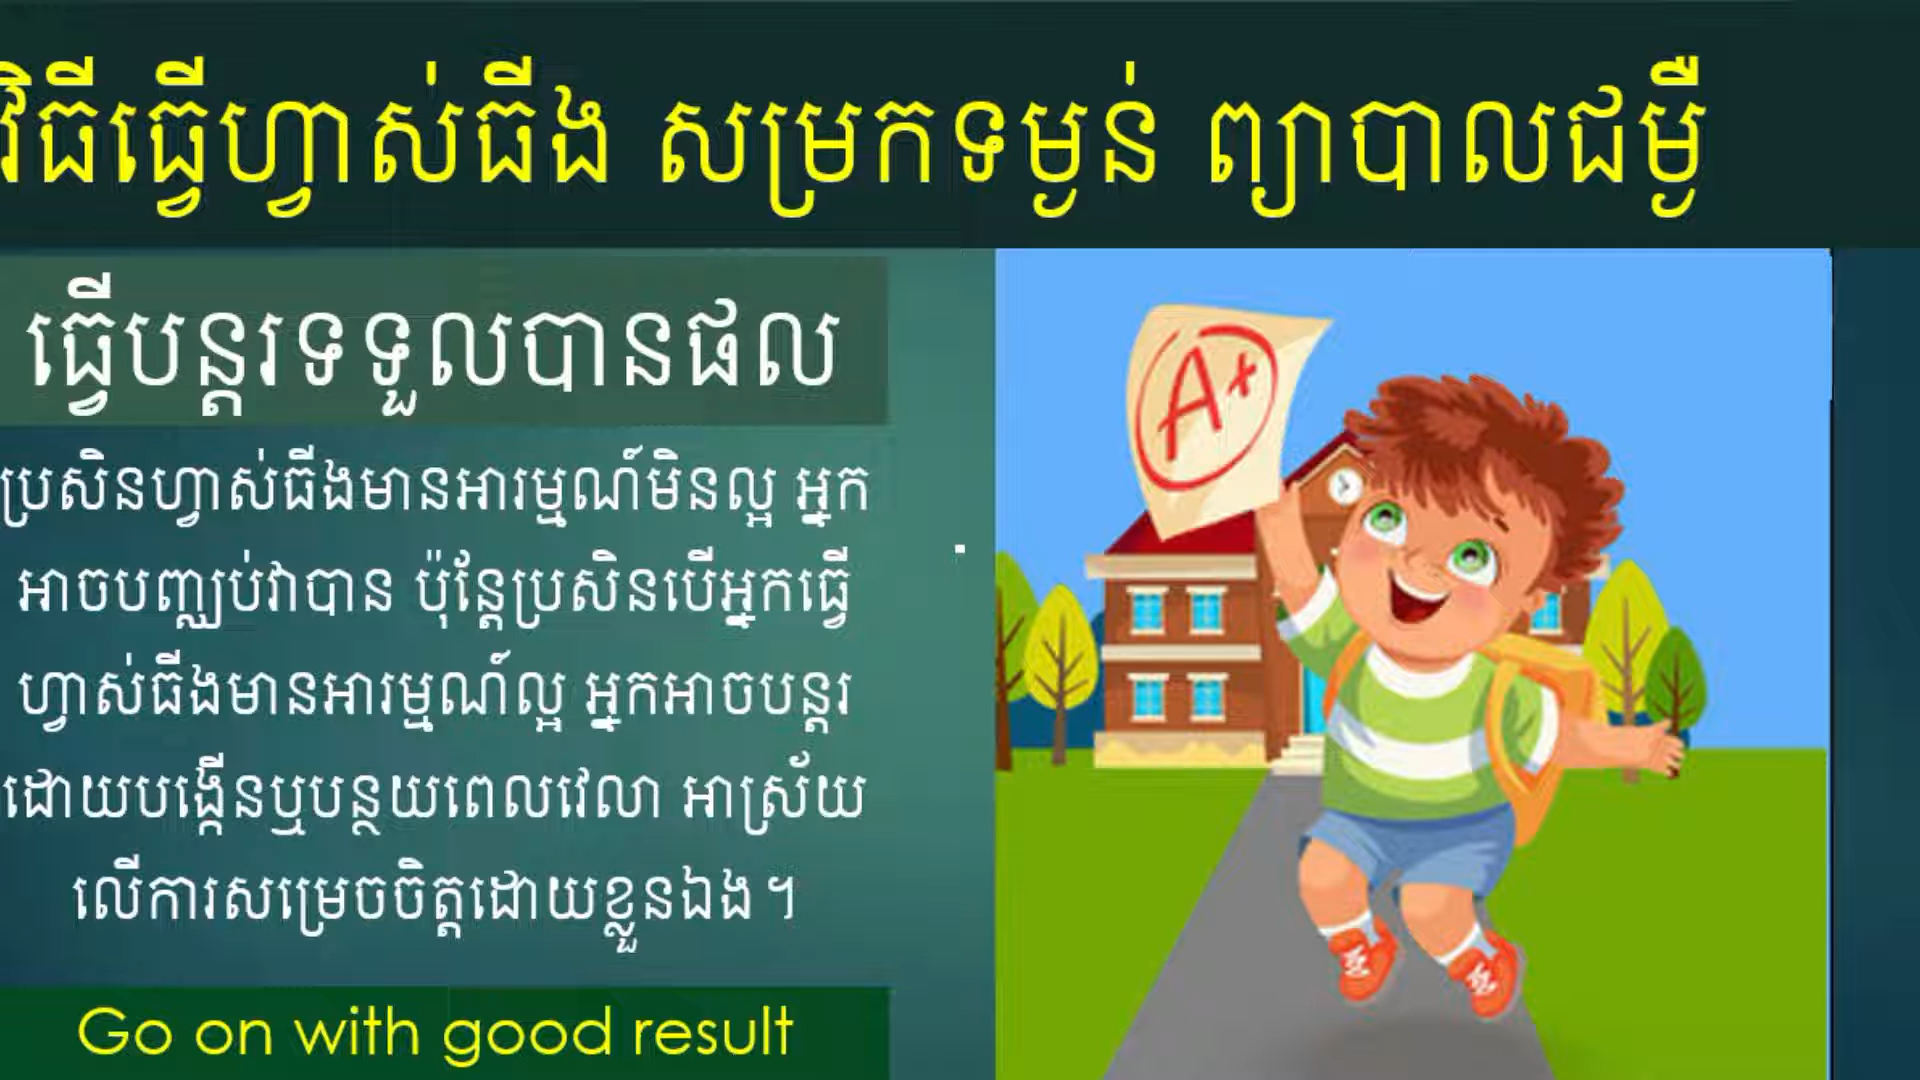 វិធីធ្វើហ្វាស់ធីង សម្រកទម្ងន់ ព្យាបាលជម្ងឺ
ធ្វើបន្តរទទួលបានផល
ប្រសិនហ្វាស់ធីងមានអារម្មណ៍មិនល្អ អ្នក
អាចបញ្ឈប់វាបាន ប៉ុន្តែប្រសិនបើអ្នកធ្វើ
ហ្វាស់ធីងមានអារម្មណ៍ល្អ អ្នកអាចបន្តរ
ដោយបង្កើនឬបន្ថយពេលវេលា អាស្រ័យ
លើការសម្រេចចិត្តដោយខ្លួនឯង។
Go on with good result
A+